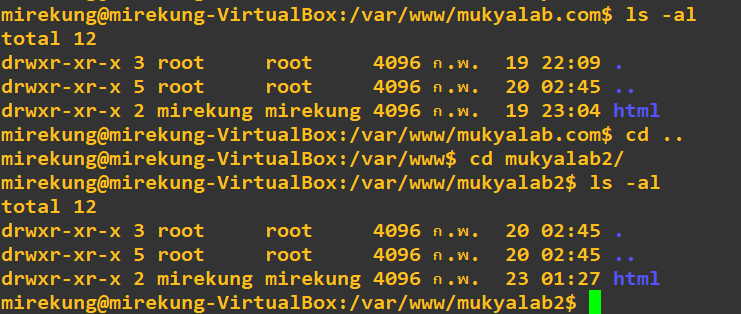 mirekung@mirekung-VirtualBox:/var/www/mukyalab.com$ ls -al
total 12
drwxr-xr-x 3 root     root     4096 ก.พ.  19 22:09 .
drwxr-xr-x 5 root     root     4096 ก.พ.  20 02:45 ..
drwxr-xr-x 2 mirekung mirekung 4096 ก.พ.  19 23:04 html
mirekung@mirekung-VirtualBox:/var/www/mukyalab.com$ cd ..
mirekung@mirekung-VirtualBox:/var/www$ cd mukyalab2/
mirekung@mirekung-VirtualBox:/var/www/mukyalab2$ ls -al
total 12
drwxr-xr-x 3 root     root     4096 ก.พ.  20 02:45 .
drwxr-xr-x 5 root     root     4096 ก.พ.  20 02:45 ..
drwxr-xr-x 2 mirekung mirekung 4096 ก.พ.  23 01:27 html
mirekung@mirekung-VirtualBox:/var/www/mukyalab2$